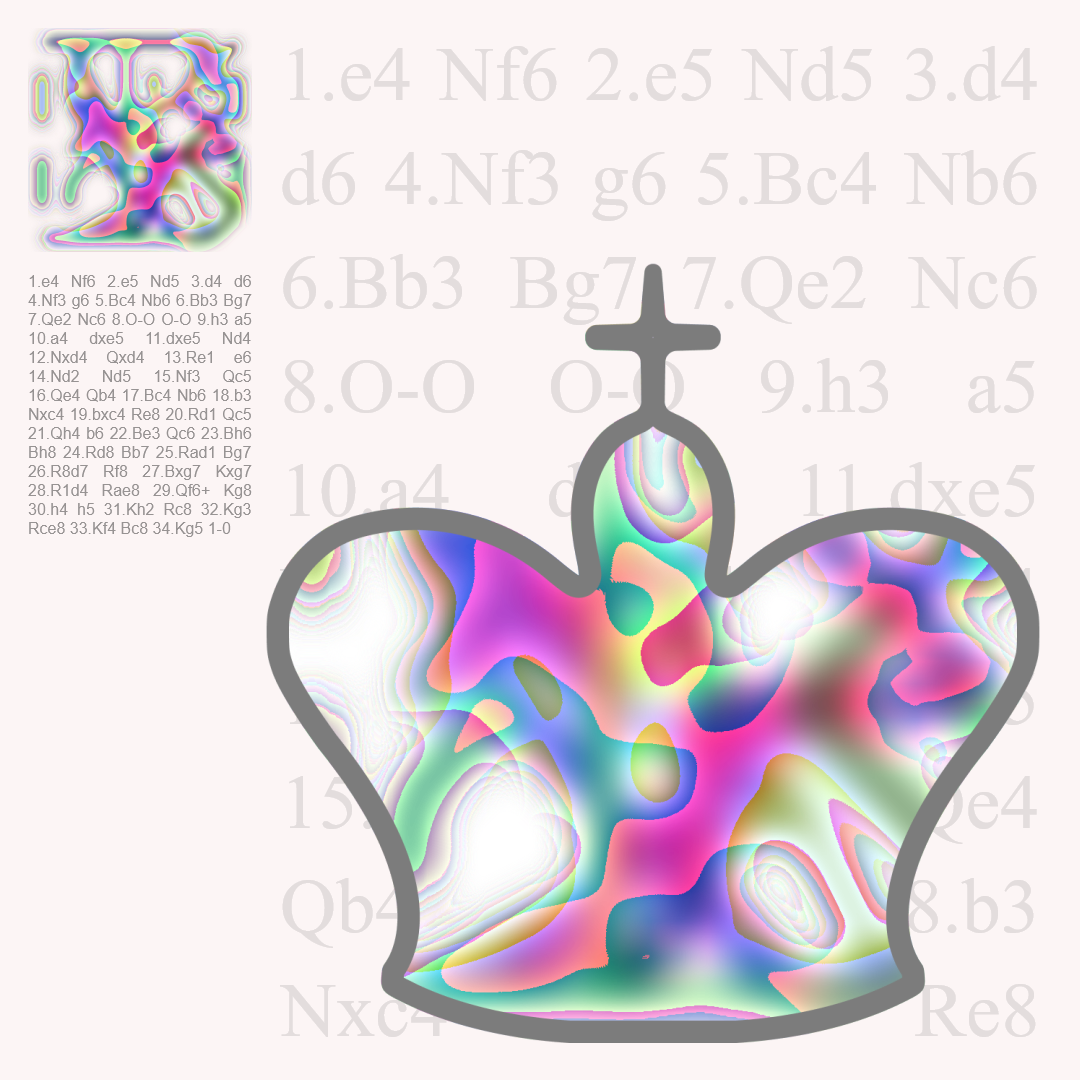 1.e4 Nf6 2.e5 Nd5 3.d4 d6
4.Nf3 g6 5.Bc4 Nb6 6.Bb3 Bg7
7.Qe2 Nc6 8.O-O O-O 9.h3 a5
10.a4 dxe5 11.dxe5 Nd4
12.Nxd4 Qxd4 13.Re1 e6
14.Nd2 Nd5 15.Nf3 Qc5
16.Qe4 Qb4 17.Bc4 Nb6 18.b3
Nxc4 19.bxc4 Re8 20.Rd1 Qc5
21.Qh4 b6 22.Be3 Qc6 23.Bh6
Bh8 24.Rd8 Bb7 25.Rad1 Bg7
26.R8d7 Rf8 27.Bxg7 Kxg7
28.R1d4 Rae8 29.Qf6+ Kg8
30.h4 h5 31.Kh2 Rc8 32.Kg3
Rce8 33.Kf4 Bc8 34.Kg5 1-0
1.e4 Nf6 2.e5 Nd5 3.d4
d6 4.Nf3 g6 5.Bc4 Nb6
6.Bb3 Bg7 7.Qe2 Nc6
8.O-O O-O 9.h3 a5
10.a4 11.dxe5
15. Qe4
Qb4 18.b3
Nxc4 Re8